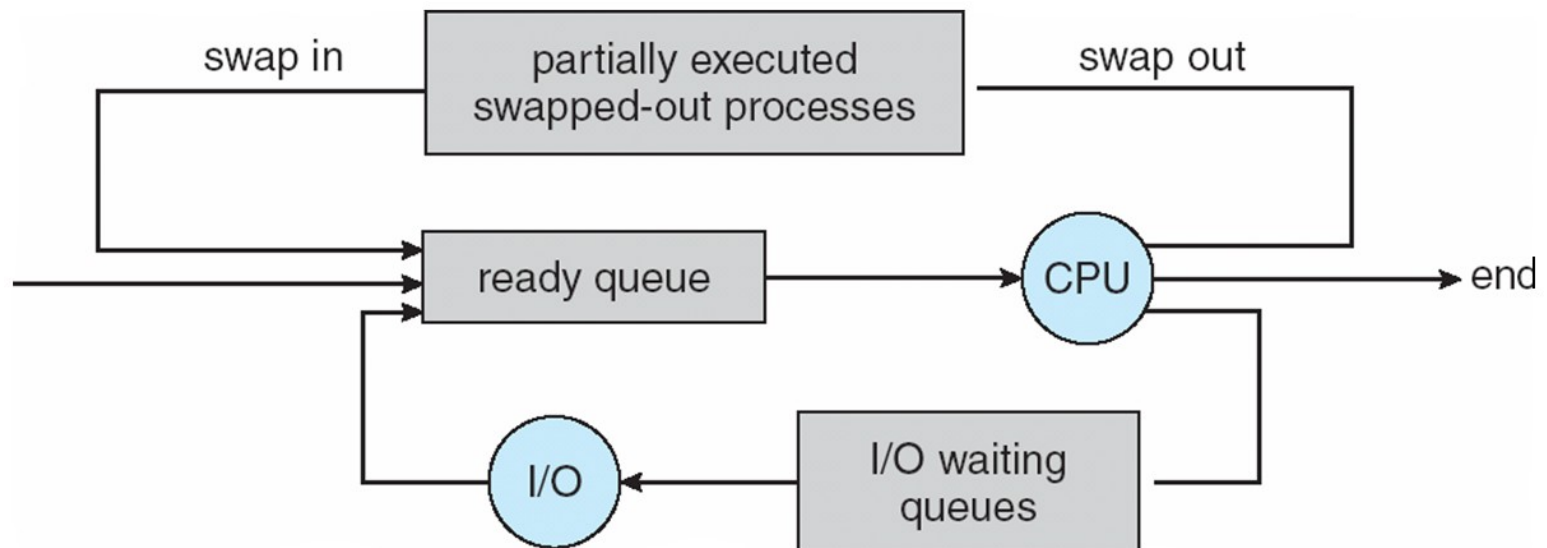 swap in
partially executed
swapped-out processes
swap out
ready queue
CPU
end
I/O
I/O waiting
queues